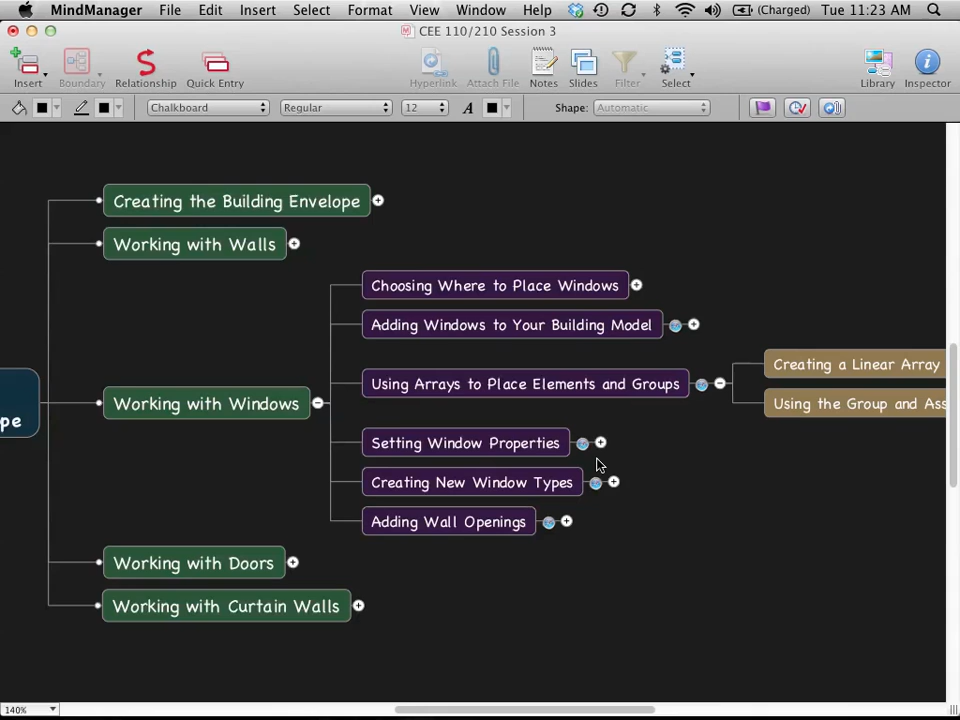 MindManager File Edit Insert Select Format View Window Help (Charged) Tue 11:23 AM
CEE 110/210 Session 3
Insert Boundary Relationship Quick Entry Hyperlink Attach File Notes Slides Filter Select Library Inspector
Chalkboard Regular 12 A Shape: Automatic
Creating the Building Envelope
Working with Walls
Choosing Where to Place Windows
Adding Windows to Your Building Model
Creating a Linear Array
Using Arrays to Place Elements and Groups
Working with Windows
Using the Group and Ass
pe
Setting Window Properties
Creating New Window Types
Adding Wall Openings
Working with Doors
Working with Curtain Walls
140%